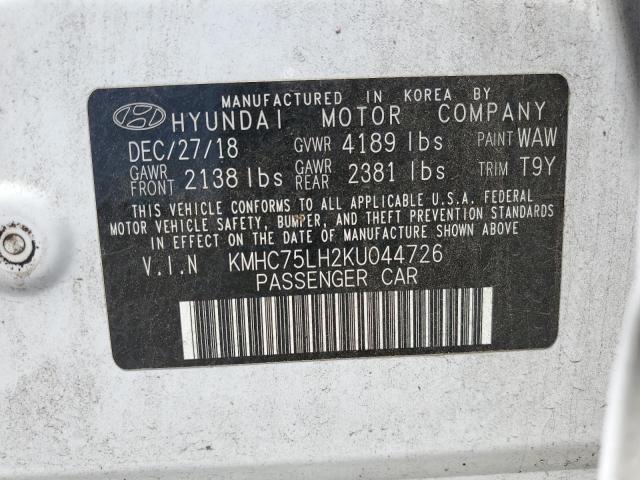 MANUFACTURED IN KOREA BY
HYUNDAI MOTOR COMPANY
DEC/27/18 GVWR 4189 lbs PAINT WAW
GAWR FRONT 2138 lbs GAWR REAR 2381 lbs TRIM T9Y
THIS VEHICLE CONFORMS TO ALL APPLICABLE U.S.A. FEDERAL
MOTOR VEHICLE SAFETY, BUMPER, AND THEFT PREVENTION STANDARDS
IN EFFECT ON THE DATE OF MANUFACTURE SHOWN ABOVE
V.I.N KMHC75LH2KU044726
PASSENGER CAR